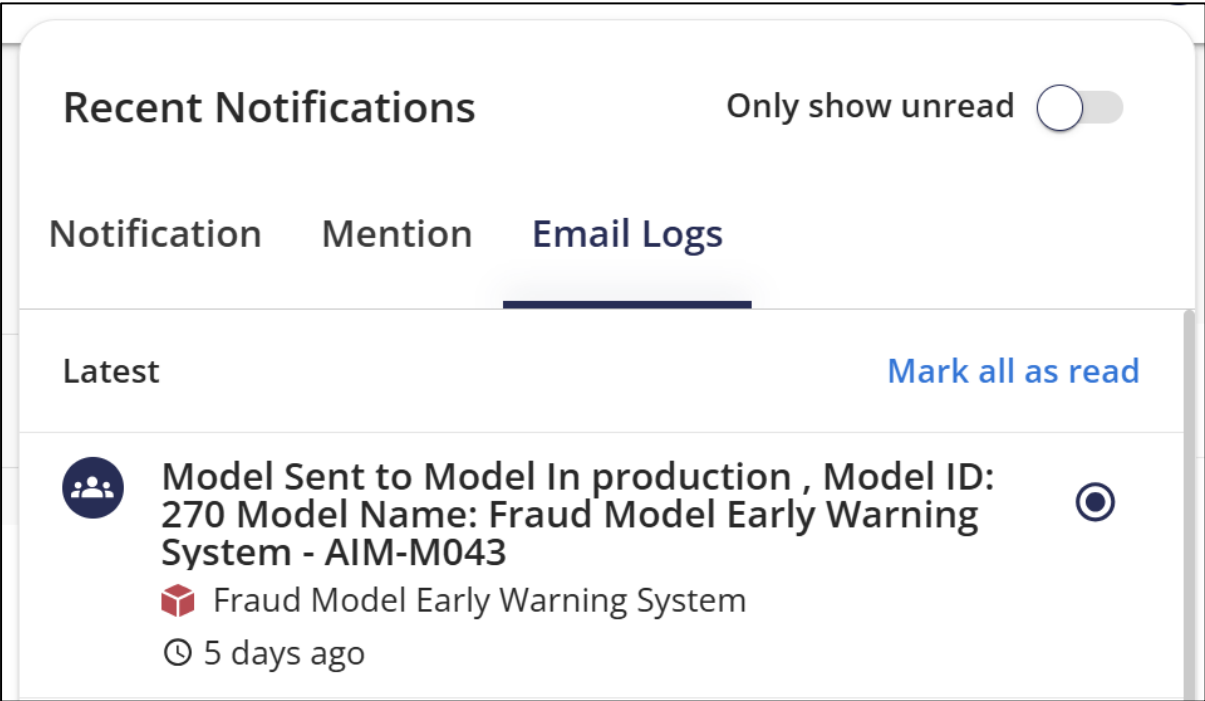 Recent Notifications
Only show unread
Notification
Mention
Email Logs
Latest
Mark all as read
Model Sent to Model In production , Model ID:
270 Model Name: Fraud Model Early Warning
System - AIM-M043
Fraud Model Early Warning System
5 days ago